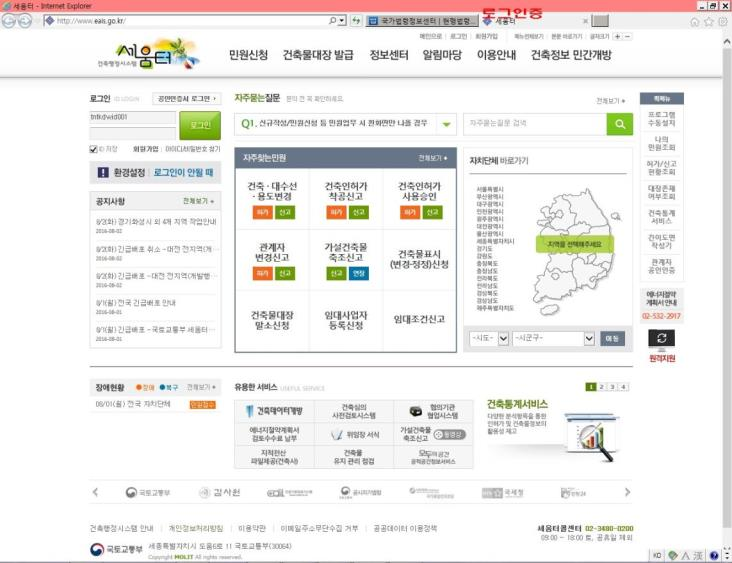 세움터 - Internet Explorer
로그인증
http://www.eais.go.kr/
국가법령정보센터 | 현행법령...
세움터
메인으로 | 로그인 | 회원가입
메뉴전체보기 | 본문 바로가기 | 글자크기
세움터
건축행정시스템
민원신청 건축물대장 발급 정보센터 알림마당 이용안내 건축정보 민간개방
로그인 ID LOGIN
공인인증서 로그인
로그인
ID 저장 회원가입 | 아이디/비밀번호 찾기
환경설정 | 로그인이 안될 때
공지사항 전체보기 +
8/2(화) 경기화성시 외 4개 지역 작업안내
2016-08-02
8/2(화) 긴급배포 취소 - 대전 전지역(개...
2016-08-02
8/2(화) 긴급배포 - 대전 전지역(개발행...
2016-08-02
8/1(월) 전국 긴급배포 안내
2016-08-01
8/1(월) 긴급배포 - 국토교통부 세움터...
2016-08-01
자주묻는질문 문의 전 꼭 확인하세요.
전체보기 +
Q1. 신규작성/민원신청 등 민원업무 시 흰화면만 나올 경우
자주묻는질문 검색
자주찾는민원 전체보기 +
건축·대수선
·용도변경
허가 신고
건축인허가
착공신고
허가 신고
건축인허가
사용승인
허가 신고
관계자
변경신고
허가 신고
가설건축물
축조신고
신고 연장
건축물표시
(변경·정정)신청
건축물대장
말소신청
임대사업자
등록신청
임대조건신고
지자체단 바로가기
서울특별시
부산광역시
대구광역시
인천광역시
광주광역시
대전광역시
울산광역시
세종특별자치시
경기도
강원도
충청북도
충청남도
전라북도
전라남도
경상북도
경상남도
제주특별자치도
지역을 선택해주세요
-시도- -시군구- 이동
퀵메뉴
프로그램
수동설치
나의
민원조회
허가/신고
현황조회
대장존재
여부조회
건축통계
서비스
간이도면
작성기
관계자
공인인증
에너지절약
계획서 안내
02-532-2917
원격지원
장애현황 장애 복구 전체보기 +
08/01(월) 전국 자치단체
유용한 서비스 USEFUL SERVICE
건축데이터개방
건축심의
사전검토시스템
협의기관
협업시스템
에너지절약계획서
검토수수료 납부
위임장 서식
가설건축물
축조신고 동영상
지적전산
파일제공(건축사)
건축물
유지 관리 점검
모두의 공간
공적공간정보서비스
1 2 3 4
건축통계서비스
다양한 분석항목을 통한
인허가 및 건축물정보의
활용성 제고
국토교통부
감사원
국세청
건축행정시스템 안내 | 개인정보처리방침 | 이용약관 | 이메일주소무단수집 거부 | 공공데이터 이용정책
세움터콜센터 02-3480-0200
09:00 ~ 18:00 토, 공휴일 제외
국토교통부 세종특별자치시 도움6로 11 국토교통부(30064)
Copyright MOLIT All rights reserved.
KO A 漢